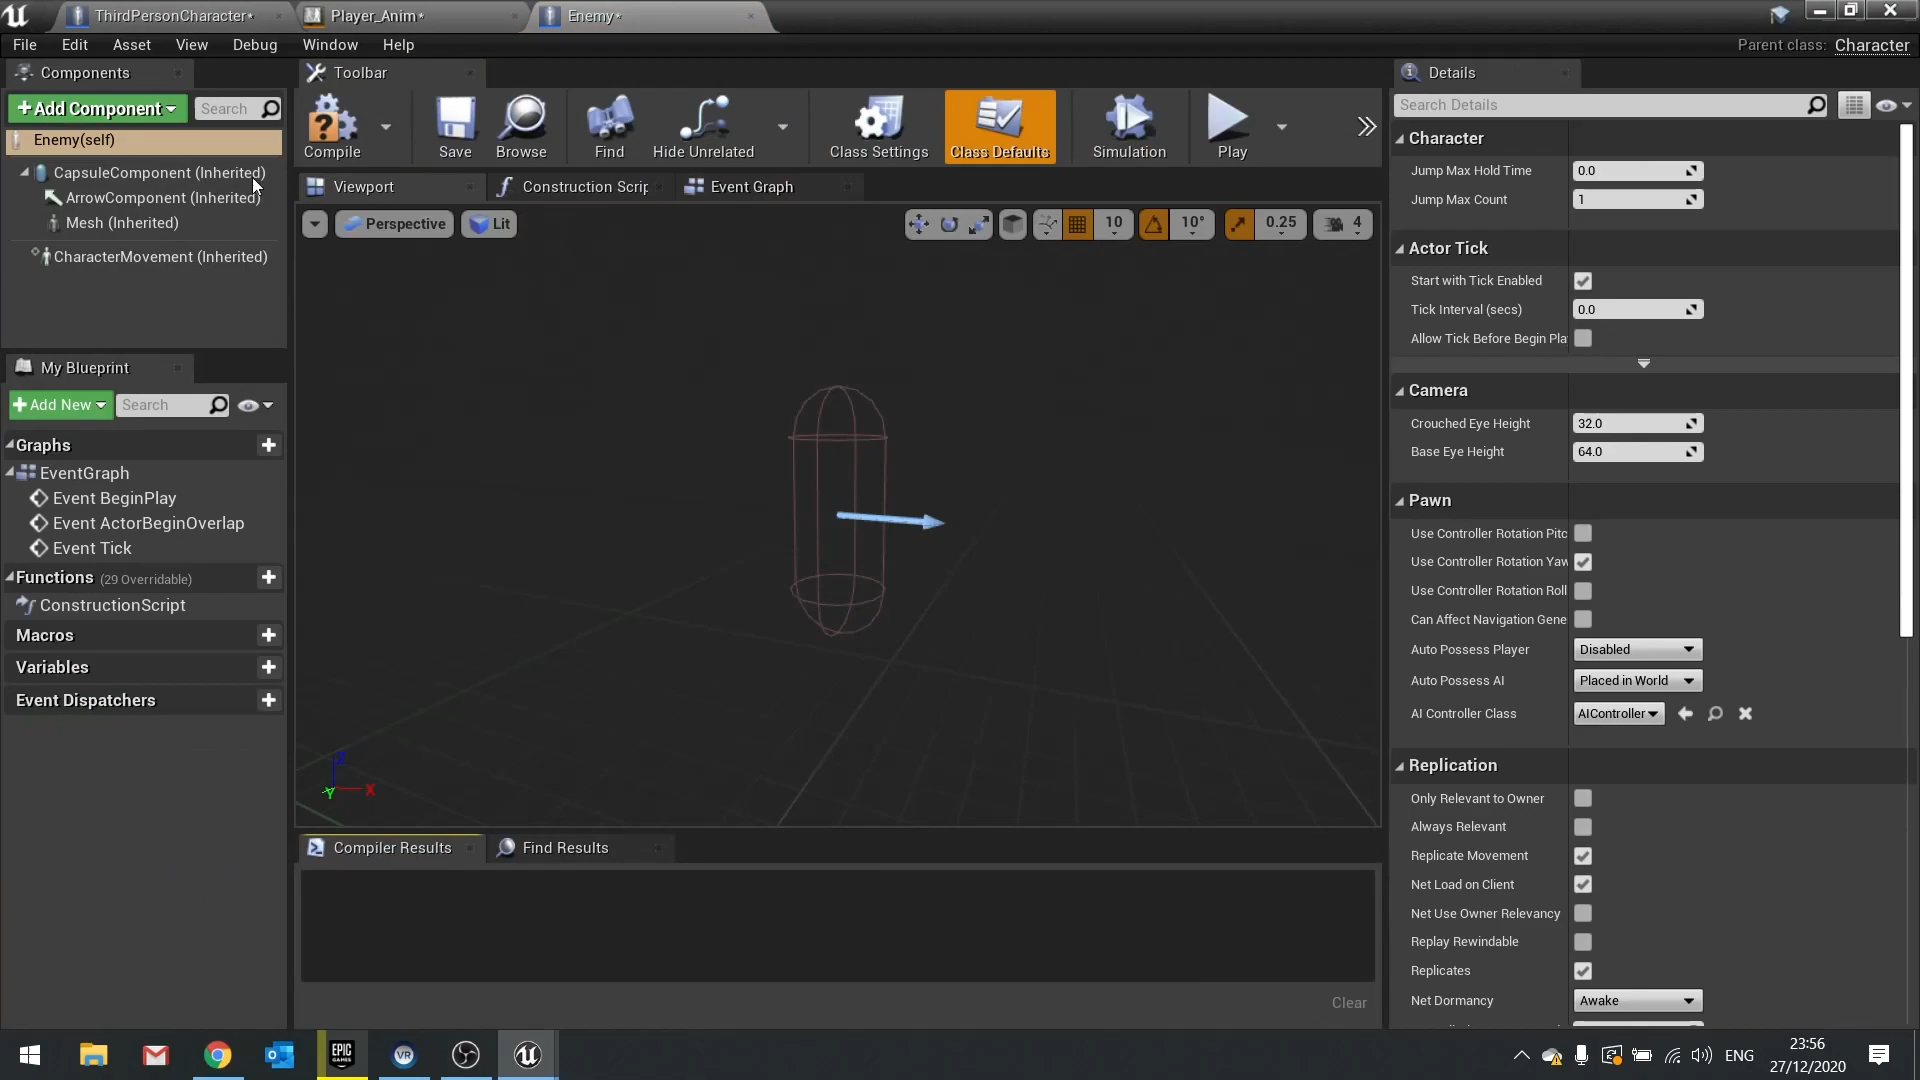 ThirdPersonCharacter*
Player_Anim*
Enemy*
File Edit Asset View Debug Window Help
Parent class: Character
Components
Toolbar
Details
Add Component
Search
Search Details
Enemy(self)
CapsuleComponent (Inherited)
ArrowComponent (Inherited)
Mesh (Inherited)
CharacterMovement (Inherited)
Compile
Save
Browse
Find
Hide Unrelated
Class Settings
Class Defaults
Simulation
Play
Viewport
Construction Scrip
Event Graph
Perspective
Lit
10
10°
0.25
4
My Blueprint
Add New
Search
Graphs
EventGraph
Event BeginPlay
Event ActorBeginOverlap
Event Tick
Functions (29 Overridable)
ConstructionScript
Macros
Variables
Event Dispatchers
Z
X
Y
Compiler Results
Find Results
Clear
Character
Jump Max Hold Time 0.0
Jump Max Count 1
Actor Tick
Start with Tick Enabled
Tick Interval (secs) 0.0
Allow Tick Before Begin Pla
Camera
Crouched Eye Height 32.0
Base Eye Height 64.0
Pawn
Use Controller Rotation Pitc
Use Controller Rotation Yaw
Use Controller Rotation Roll
Can Affect Navigation Gene
Auto Possess Player Disabled
Auto Possess AI Placed in World
AI Controller Class AIController
Replication
Only Relevant to Owner
Always Relevant
Replicate Movement
Net Load on Client
Net Use Owner Relevancy
Replay Rewindable
Replicates
Net Dormancy Awake
EPIC
GAMES
VR
ENG
23:56
27/12/2020